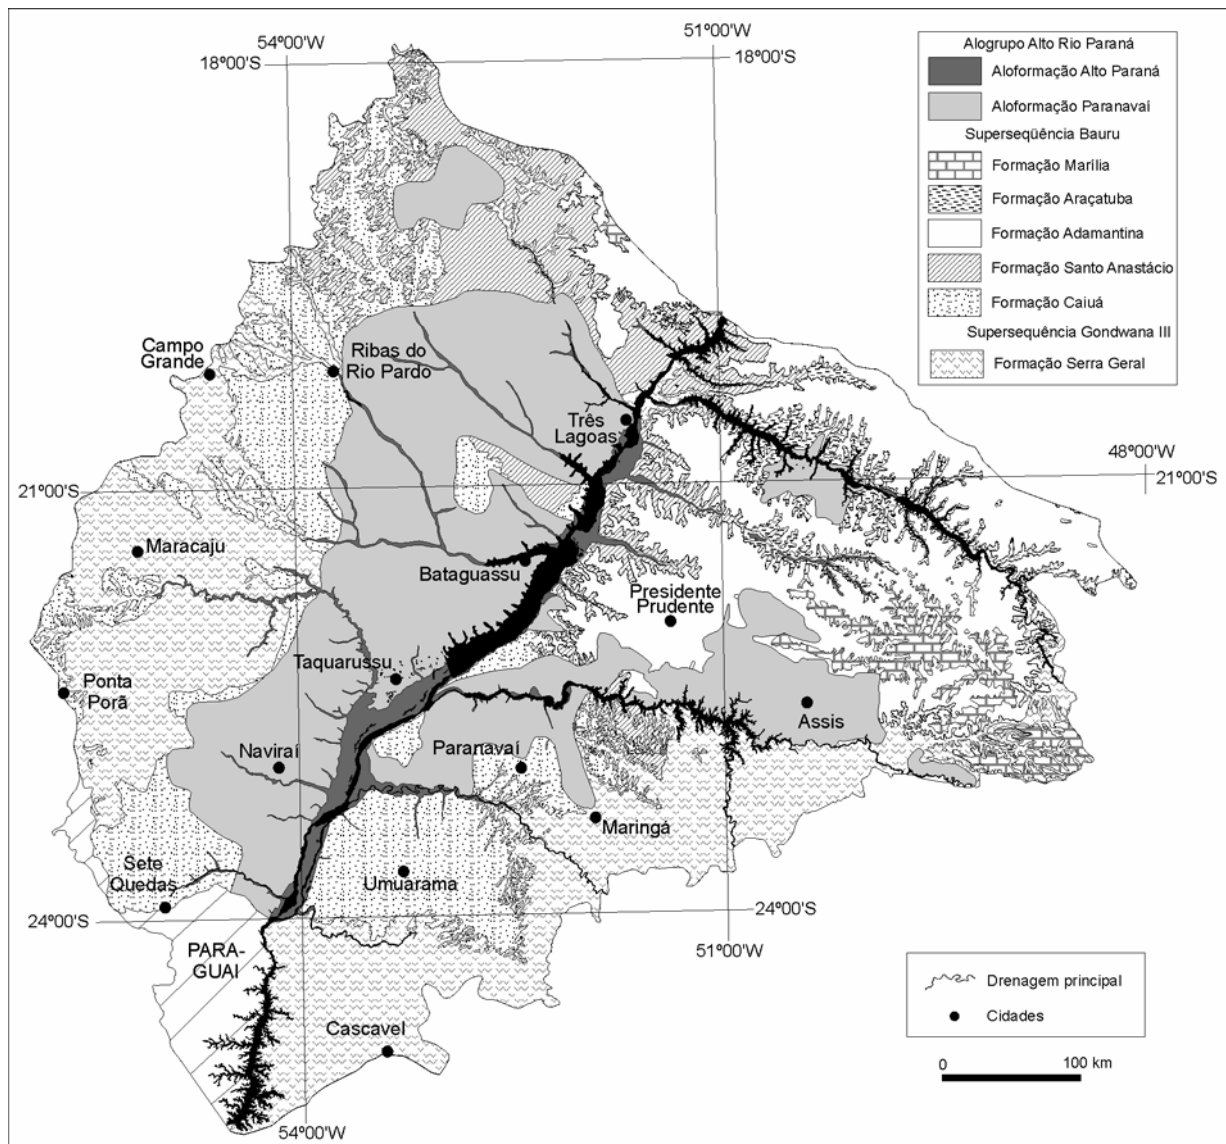 54º00'W
51º00'W
18º00'S
18º00'S
Alogrupo Alto Rio Paraná
Aloformação Alto Paraná
Aloformação Paranavaí
Superseqüência Bauru
Formação Marília
Formação Araçatuba
Formação Adamantina
Formação Santo Anastácio
Formação Caiuá
Supersequência Gondwana III
Formação Serra Geral
Campo
Grande
Ribas do
Rio Pardo
Três
Lagoas
48º00'W
21º00'S
21º00'S
Maracaju
Bataguassu
Presidente
Prudente
Taquarussu
Ponta
Porã
Assis
Naviraí
Paranavaí
Maringá
Sete
Quedas
Umuarama
24º00'S
24º00'S
51º00'W
PARA-
GUAI
Drenagem principal
Cidades
Cascavel
0
100 km
54º00'W